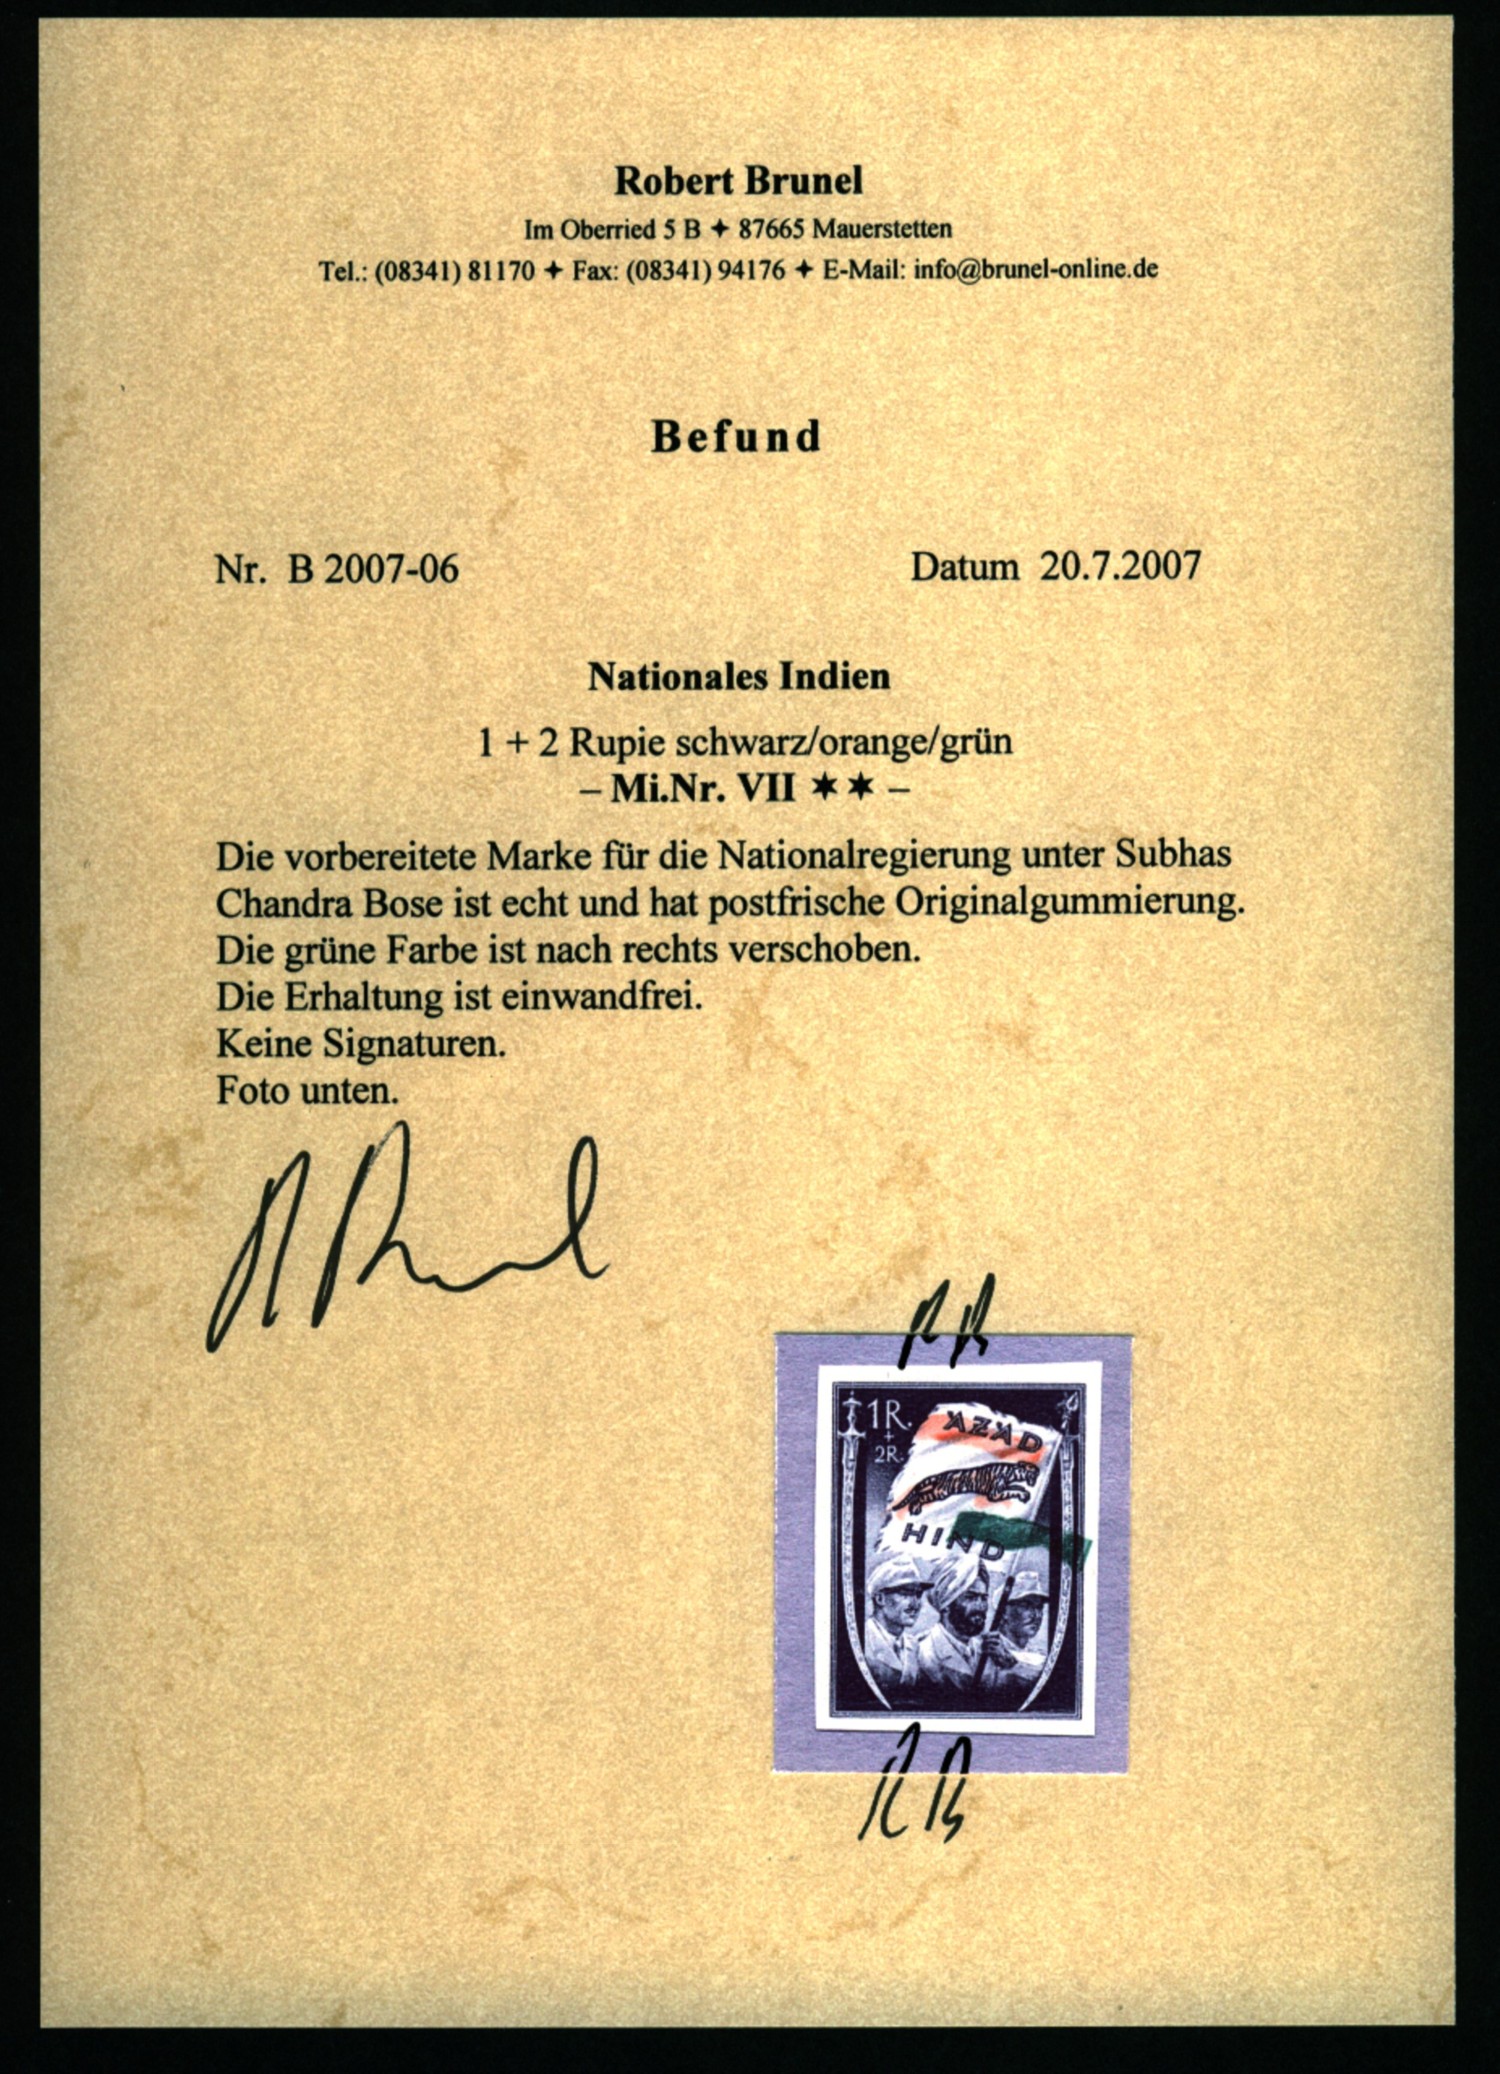 Robert Brunel
Im Oberried 5 B ✦ 87665 Mauerstetten
Tel.: (08341) 81170 ✦ Fax: (08341) 94176 ✦ E-Mail: info@brunel-online.de
Befund
Nr. B 2007-06 Datum 20.7.2007
Nationales Indien
1 + 2 Rupie schwarz/orange/grün
– Mi.Nr. VII ✶✶ –
Die vorbereitete Marke für die Nationalregierung unter Subhas
Chandra Bose ist echt und hat postfrische Originalgummierung.
Die grüne Farbe ist nach rechts verschoben.
Die Erhaltung ist einwandfrei.
Keine Signaturen.
Foto unten.
1R.
+
2R.
AZAD
HIND